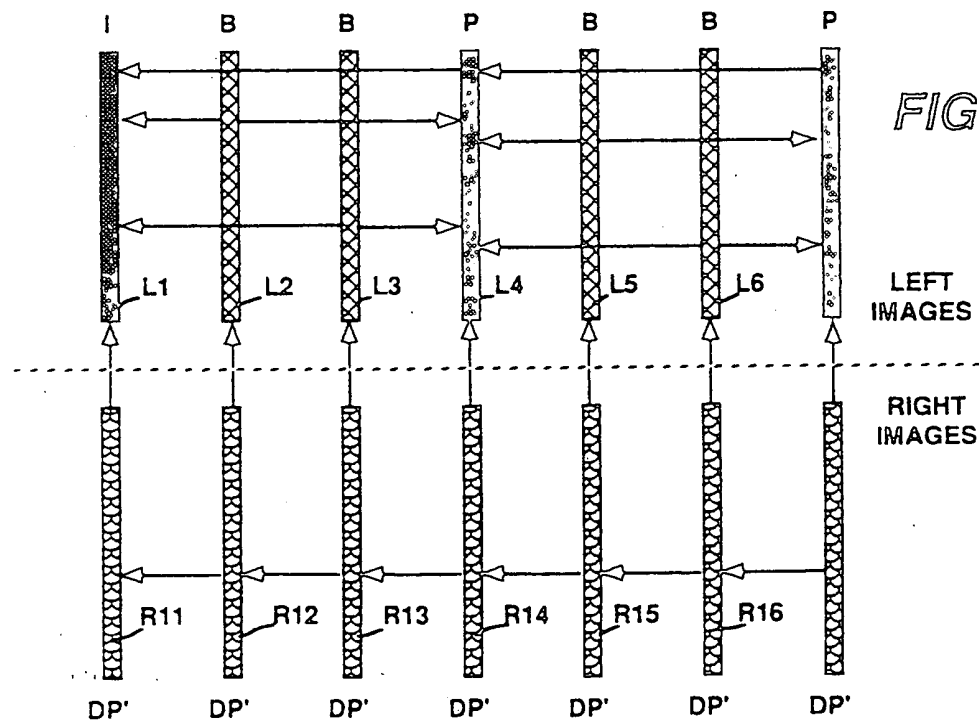 I B B P B B P
FIG
L1 L2 L3 L4 L5 L6
LEFT
IMAGES
RIGHT
IMAGES
R11 R12 R13 R14 R15 R16
DP' DP' DP' DP' DP' DP' DP'